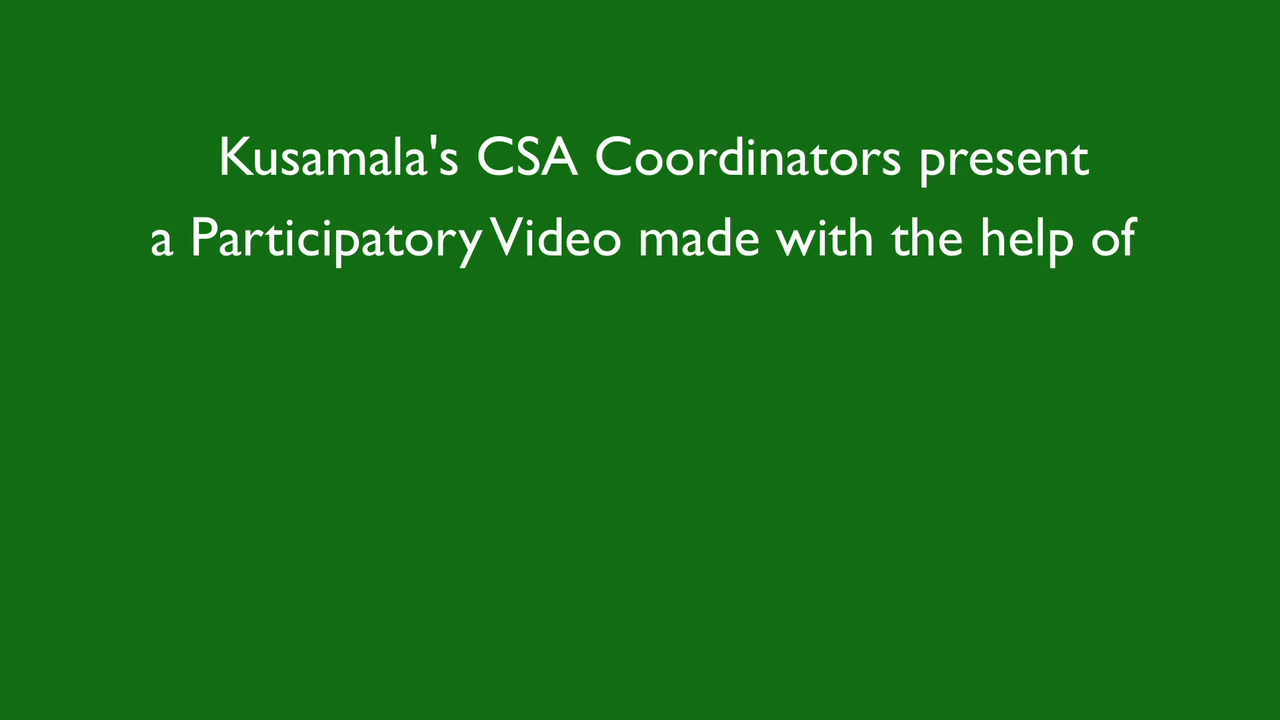 Kusamala's CSA Coordinators present
a Participatory Video made with the help of